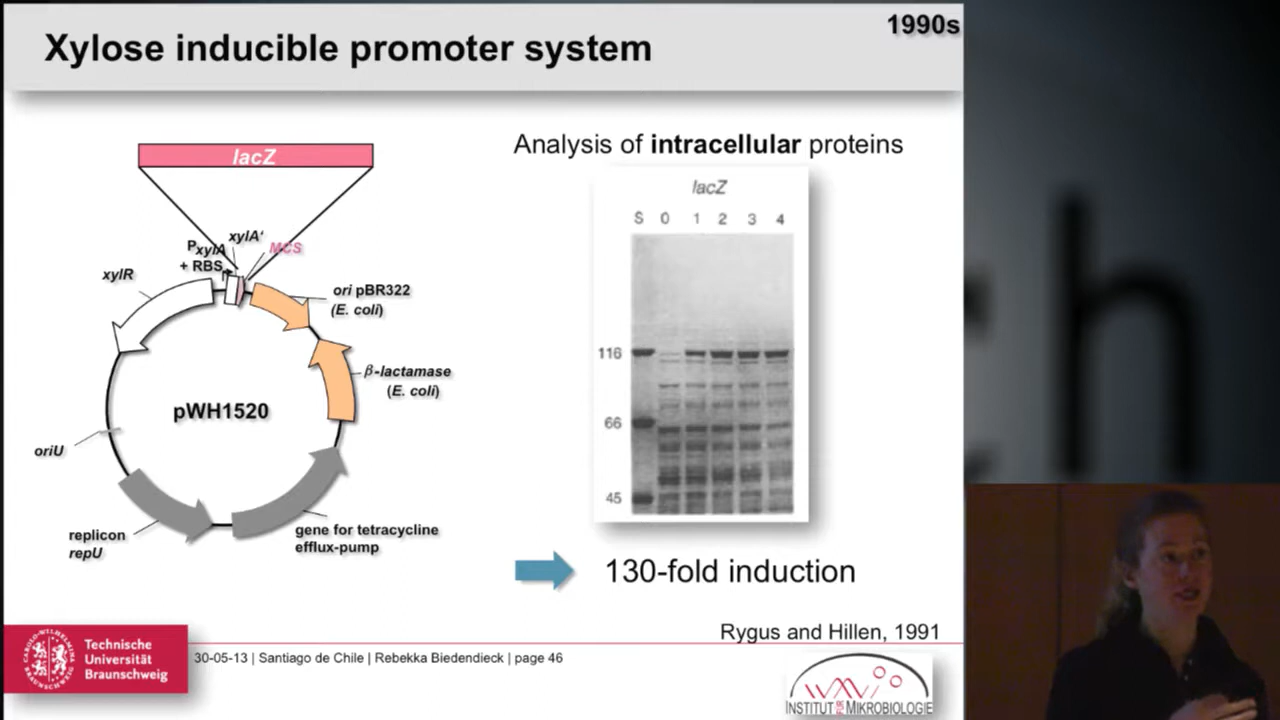 1990s
Xylose inducible promoter system
lacZ
Analysis of intracellular proteins
lacZ
S 0 1 2 3 4
116
66
45
PxylA
+ RBS
xylA'
MCS
xylR
ori pBR322
(E. coli)
β-lactamase
(E. coli)
pWH1520
oriU
replicon
repU
gene for tetracycline
efflux-pump
130-fold induction
Rygus and Hillen, 1991
Technische
Universität
Braunschweig
30-05-13 | Santiago de Chile | Rebekka Biedendieck | page 46
INSTITUT FÜR MIKROBIOLOGIE
h